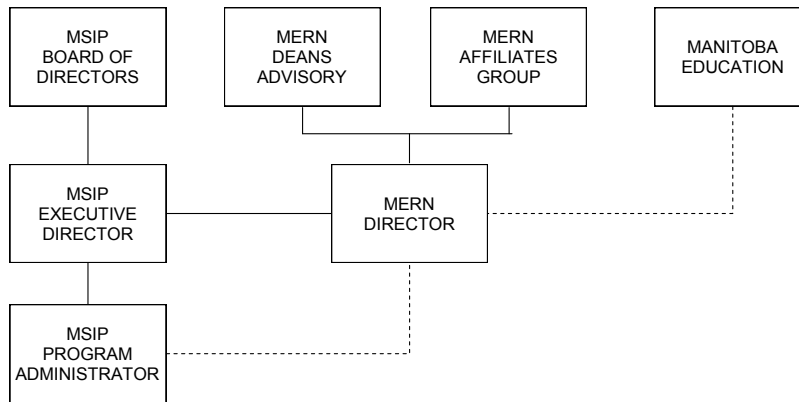 MSIP
BOARD OF
DIRECTORS
MERN
DEANS
ADVISORY
MERN
AFFILIATES
GROUP
MANITOBA
EDUCATION
MSIP
EXECUTIVE
DIRECTOR
MERN
DIRECTOR
MSIP
PROGRAM
ADMINISTRATOR